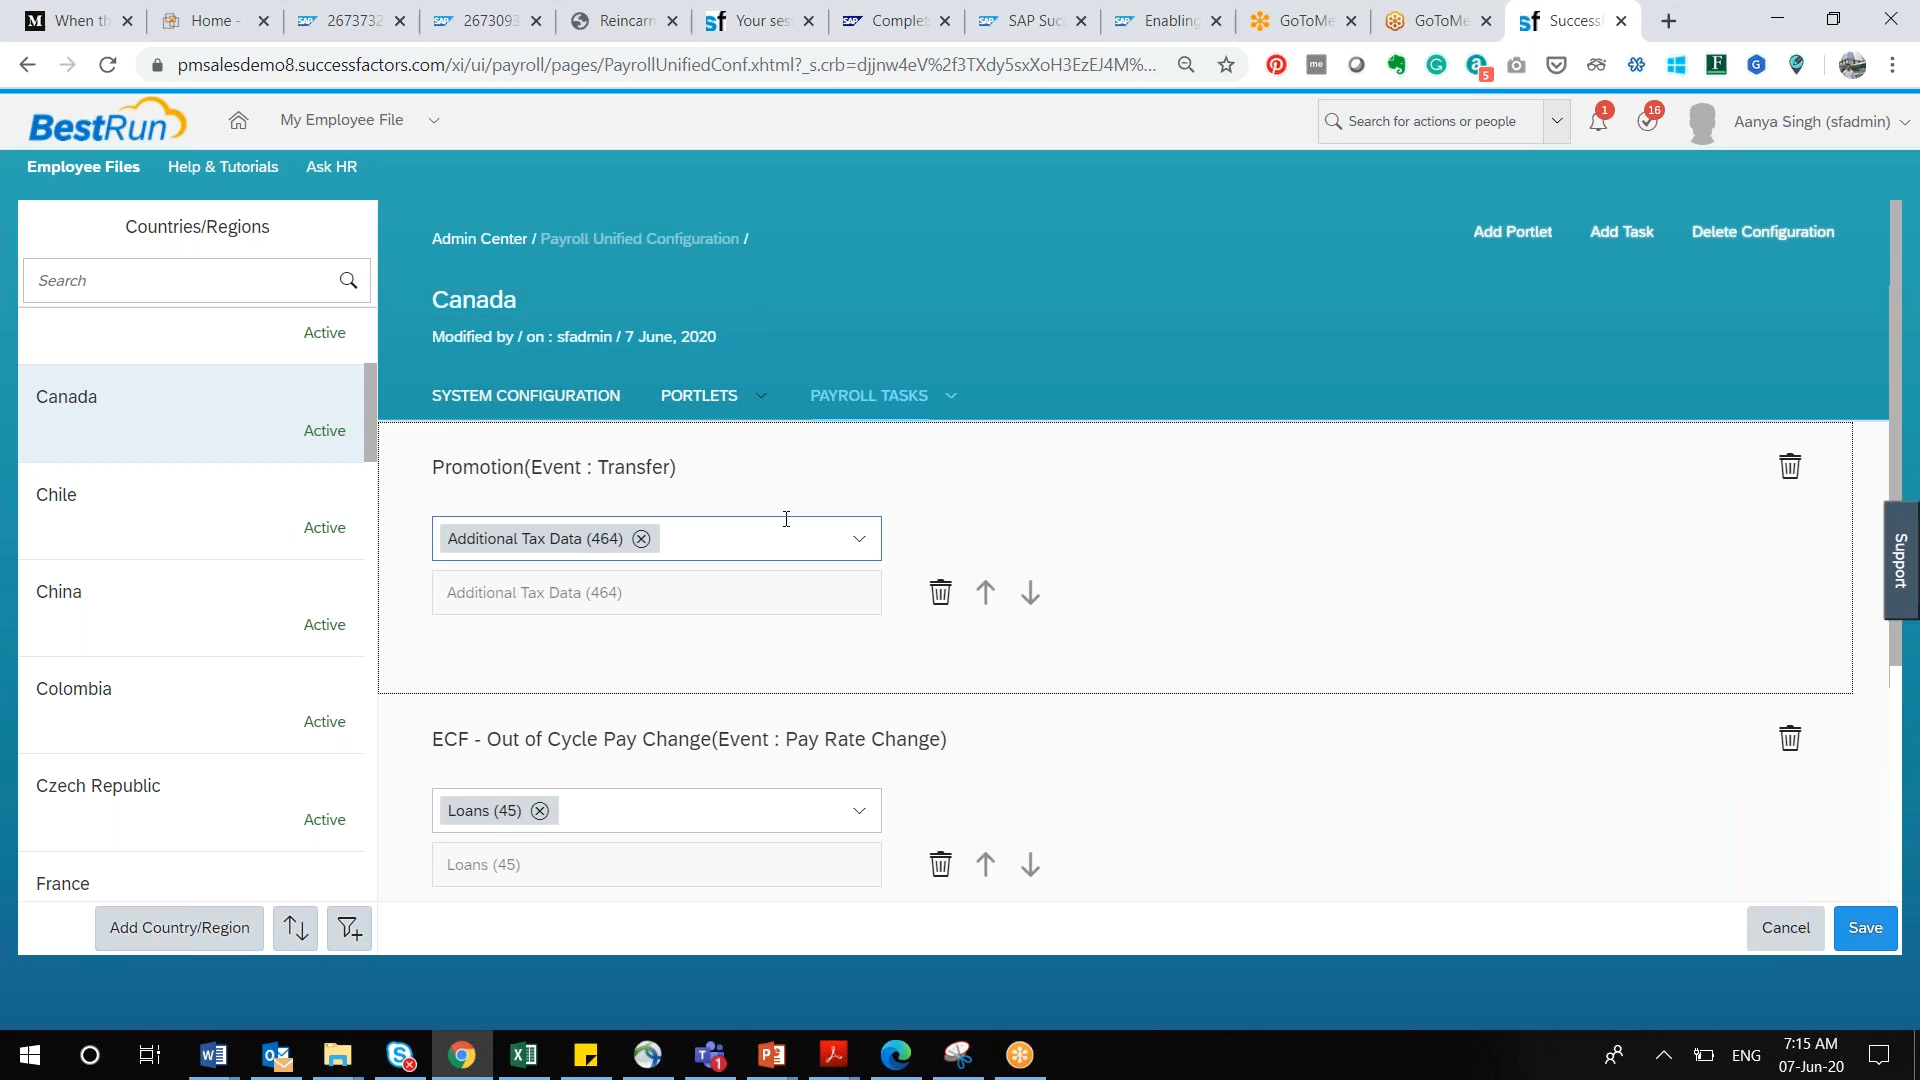 When th
Home -
2673732
2673093
Reincarn
Your ses
Complet
SAP Suc
Enabling
GoToMe
GoToMe
Successf
pmsalesdemo8.successfactors.com/xi/ui/payroll/pages/PayrollUnifiedConf.xhtml?_s.crb=djjnw4eV%2f3TXdy5sxXoH3EzEJ4M%...
BestRun
My Employee File
Search for actions or people
1
16
Aanya Singh (sfadmin)
Employee Files
Help & Tutorials
Ask HR
Countries/Regions
Search
Active
Canada
Active
Chile
Active
China
Active
Colombia
Active
Czech Republic
Active
France
Add Country/Region
Admin Center / Payroll Unified Configuration /
Add Portlet
Add Task
Delete Configuration
Canada
Modified by / on : sfadmin / 7 June, 2020
SYSTEM CONFIGURATION
PORTLETS
PAYROLL TASKS
Promotion(Event : Transfer)
Additional Tax Data (464)
Additional Tax Data (464)
ECF - Out of Cycle Pay Change(Event : Pay Rate Change)
Loans (45)
Loans (45)
Support
Cancel
Save
ENG
7:15 AM
07-Jun-20